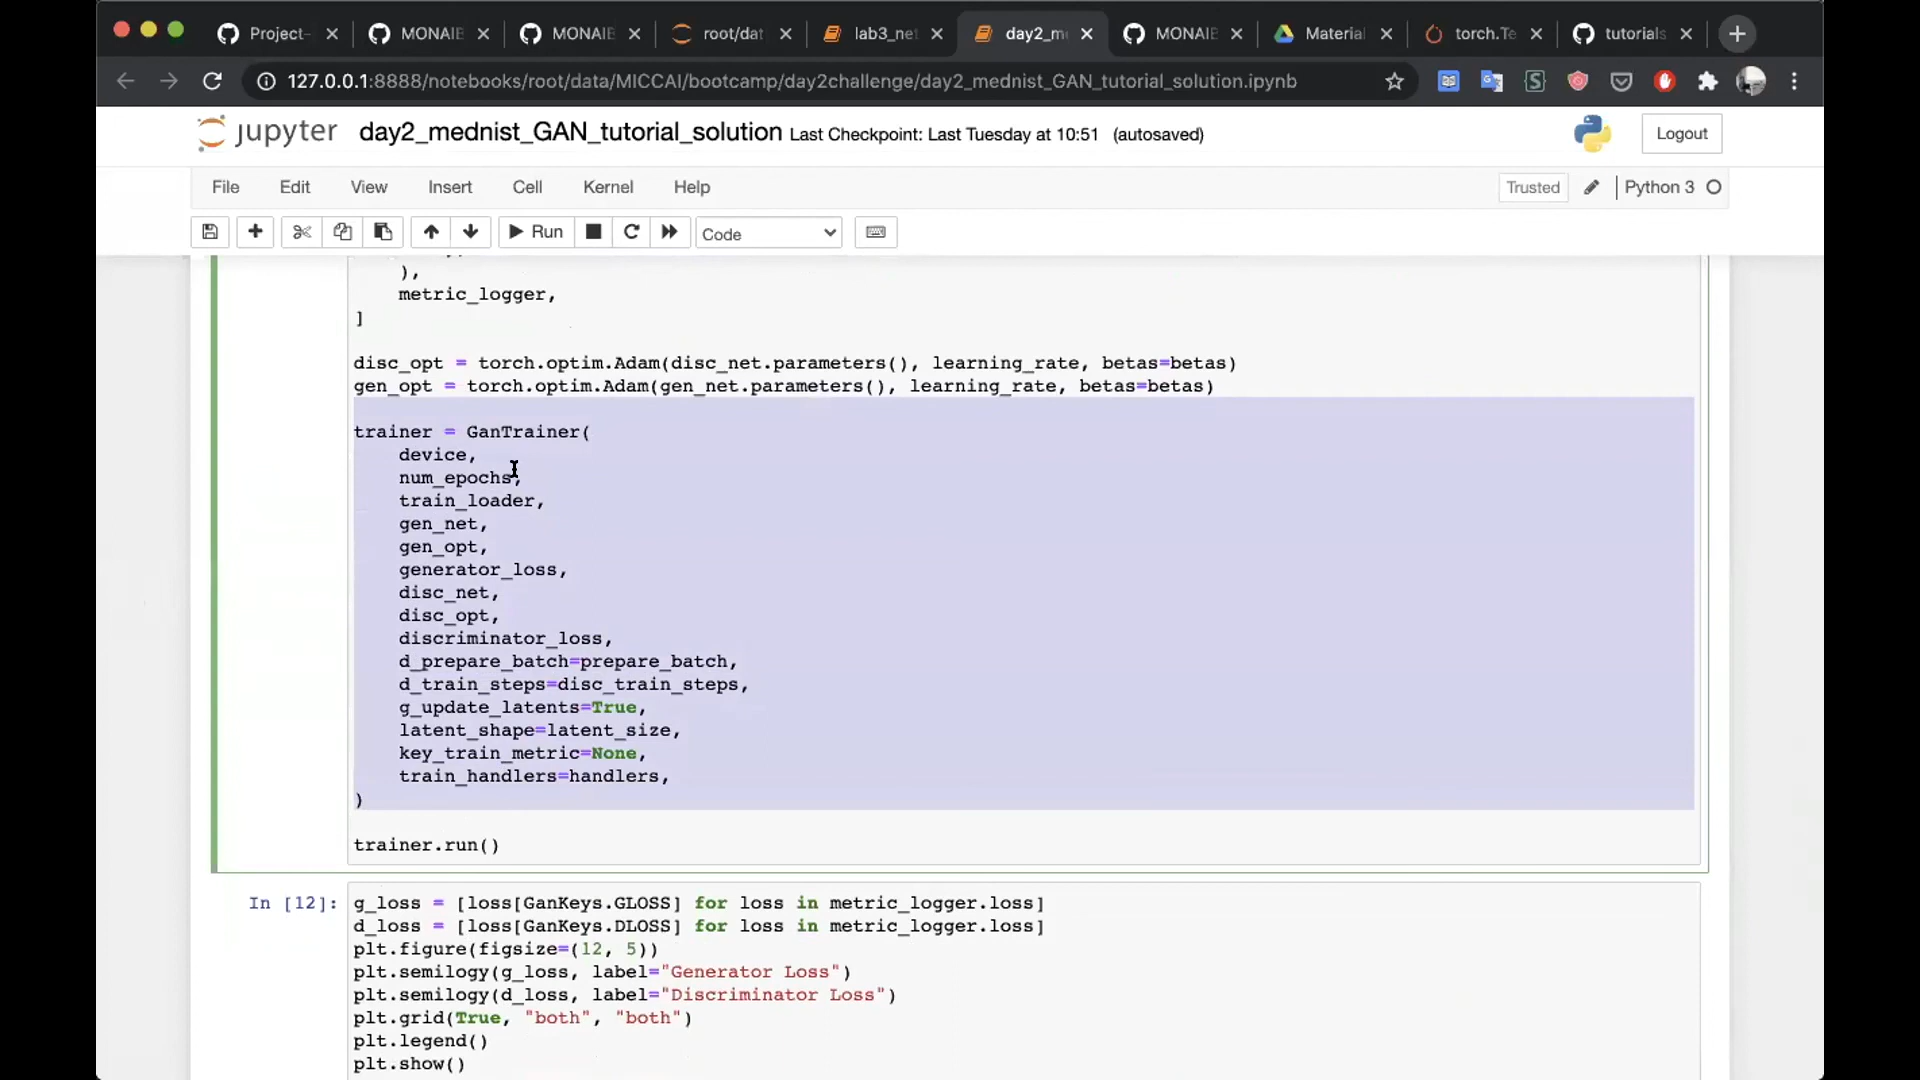 Project-
MONAIE
MONAIE
root/dat
lab3_net
day2_m
MONAIE
Material
torch.Te
tutorials
127.0.0.1:8888/notebooks/root/data/MICCAI/bootcamp/day2challenge/day2_mednist_GAN_tutorial_solution.ipynb
jupyter day2_mednist_GAN_tutorial_solution Last Checkpoint: Last Tuesday at 10:51 (autosaved)
Logout
File Edit View Insert Cell Kernel Help
Trusted
Python 3
Run
Code
),
metric_logger,
]
disc_opt = torch.optim.Adam(disc_net.parameters(), learning_rate, betas=betas)
gen_opt = torch.optim.Adam(gen_net.parameters(), learning_rate, betas=betas)
trainer = GanTrainer(
device,
num_epochs,
train_loader,
gen_net,
gen_opt,
generator_loss,
disc_net,
disc_opt,
discriminator_loss,
d_prepare_batch=prepare_batch,
d_train_steps=disc_train_steps,
g_update_latents=True,
latent_shape=latent_size,
key_train_metric=None,
train_handlers=handlers,
)
trainer.run()
In [12]:
g_loss = [loss[GanKeys.GLOSS] for loss in metric_logger.loss]
d_loss = [loss[GanKeys.DLOSS] for loss in metric_logger.loss]
plt.figure(figsize=(12, 5))
plt.semilogy(g_loss, label="Generator Loss")
plt.semilogy(d_loss, label="Discriminator Loss")
plt.grid(True, "both", "both")
plt.legend()
plt.show()